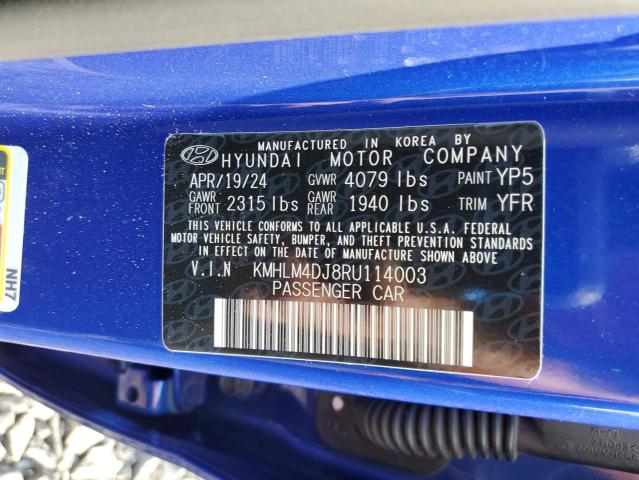 MANUFACTURED IN KOREA BY
HYUNDAI MOTOR COMPANY
APR/19/24 GVWR 4079 lbs PAINT YP5
GAWR FRONT 2315 lbs GAWR REAR 1940 lbs TRIM YFR
THIS VEHICLE CONFORMS TO ALL APPLICABLE U.S.A. FEDERAL
MOTOR VEHICLE SAFETY, BUMPER, AND THEFT PREVENTION STANDARDS
IN EFFECT ON THE DATE OF MANUFACTURE SHOWN ABOVE
V.I.N KMHLM4DJ8RU114003
PASSENGER CAR
NH7